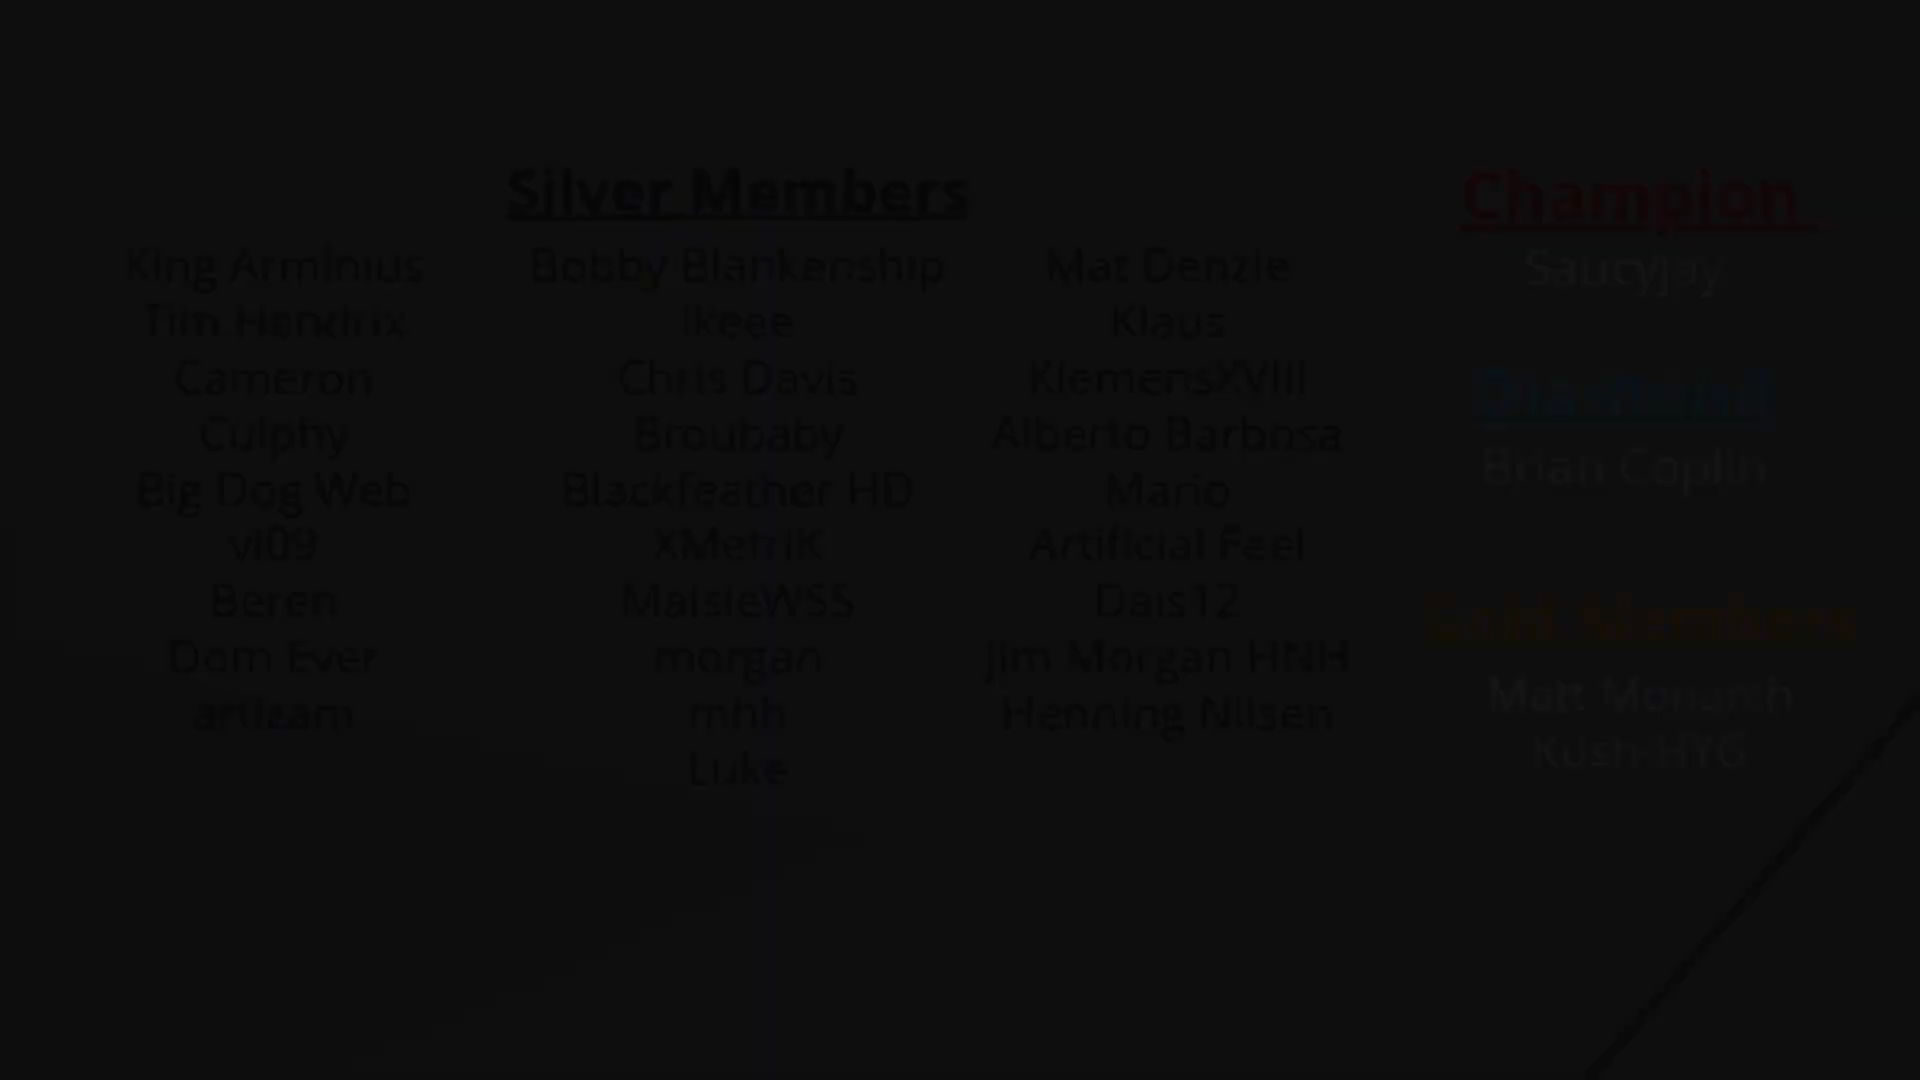 Silver Members
King Arminius
Tim Hendrix
Cameron
Culphy
Big Dog Web
vi09
Beren
Dom Ever
Bobby Blankenship
Ikeee
Chris Davis
Broubaby
Blackfeather HD
XMetriK
MaisieWSS
morgan
mhh
Luke
Mat Denzie
Klaus
KlemensXVIII
Alberto Barbosa
Mario
Artificial Feel
Dais12
Jim Morgan HNH
Henning Nilsen
Champion
Saucyjay
Diamond
Brian Coplin
Gold Members
Matt Monarch
Kush-HYG